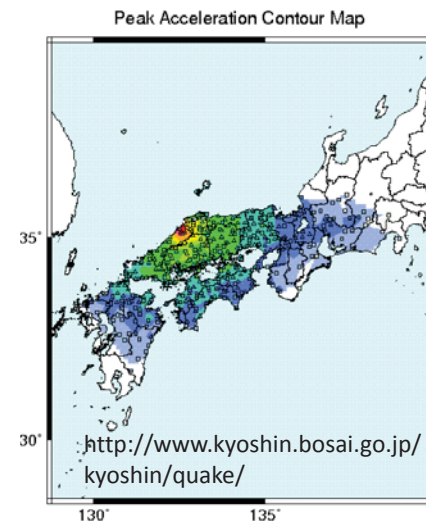 Peak Acceleration Contour Map
35˚
30˚
http://www.kyoshin.bosai.go.jp/
kyoshin/quake/
130˚ 135˚